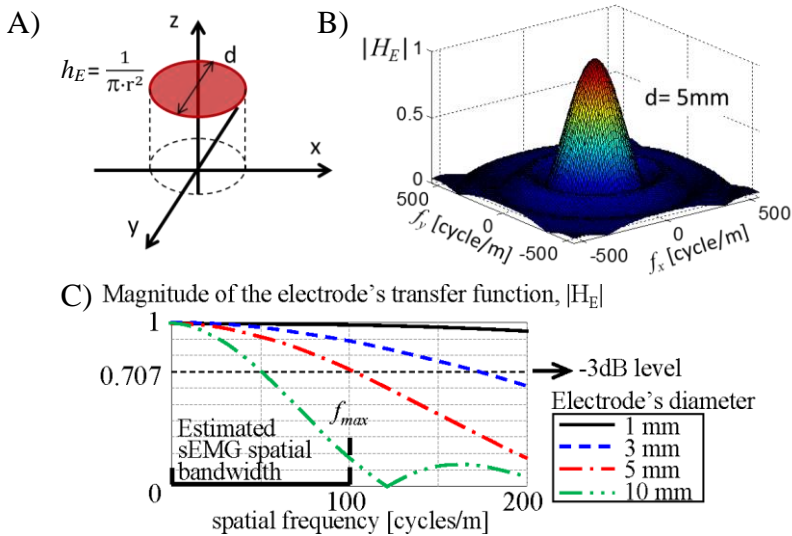 A)
z
d
h_E = 1/(π·r²)
x
y
B)
|H_E|
1
0.5
0
d= 5mm
500
0
-500
f_y [cycle/m]
-500
0
500
f_x [cycle/m]
C) Magnitude of the electrode's transfer function, |H_E|
1
0.707
0
-3dB level
f_max
Estimated
sEMG spatial
bandwidth
100
200
spatial frequency [cycles/m]
Electrode's diameter
1 mm
3 mm
5 mm
10 mm